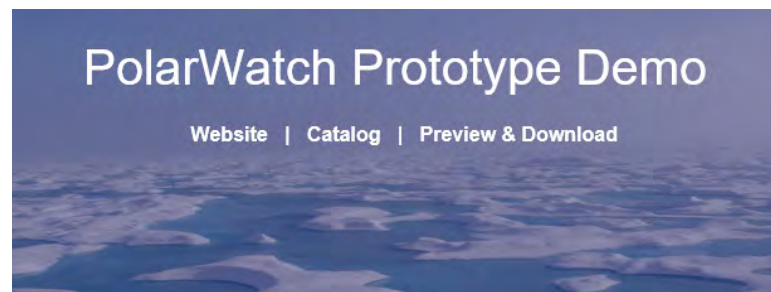 PolarWatch Prototype Demo
Website | Catalog | Preview & Download